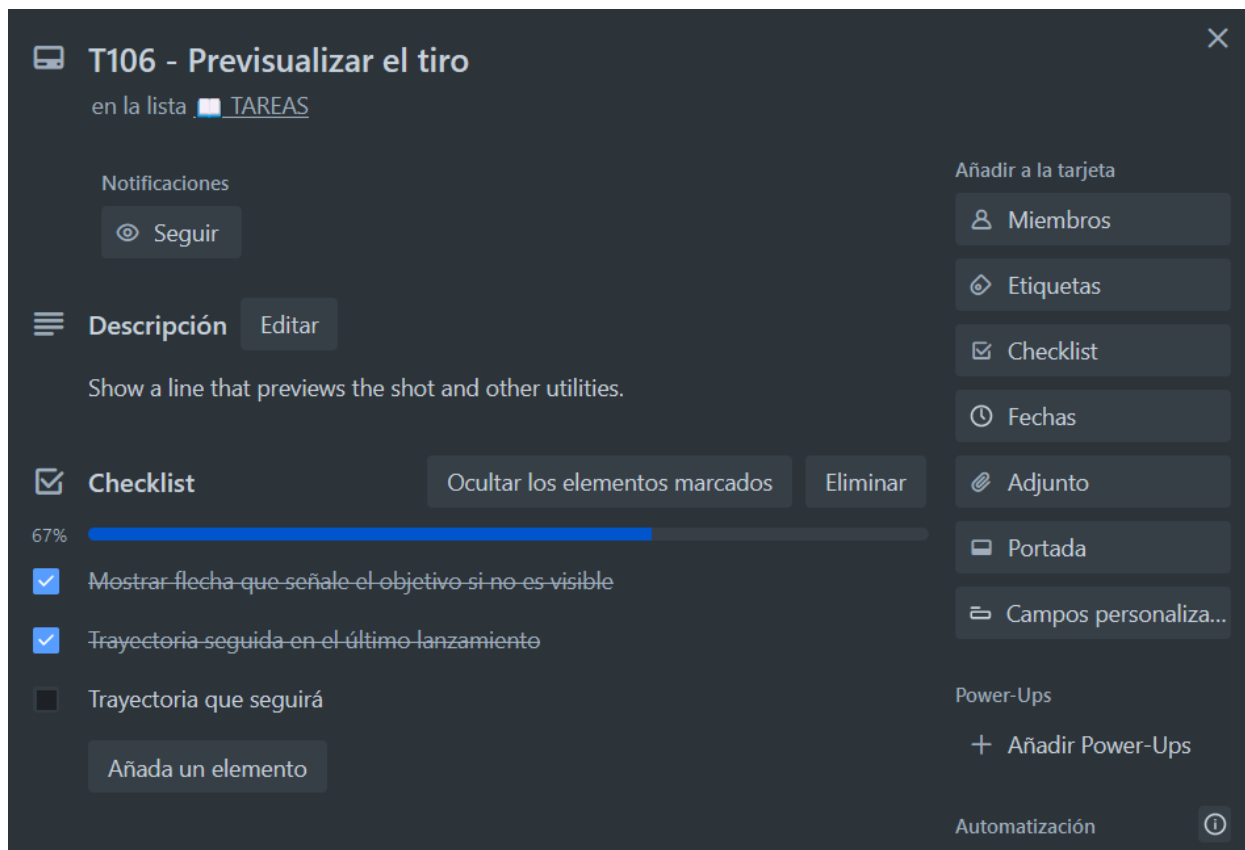 T106 - Previsualizar el tiro
en la lista 📖 TAREAS
Notificaciones
Seguir
Descripción Editar
Show a line that previews the shot and other utilities.
Checklist Ocultar los elementos marcados Eliminar
67%
Mostrar flecha que señale el objetivo si no es visible
Trayectoria seguida en el último lanzamiento
Trayectoria que seguirá
Añada un elemento
Añadir a la tarjeta
Miembros
Etiquetas
Checklist
Fechas
Adjunto
Portada
Campos personaliza...
Power-Ups
Añadir Power-Ups
Automatización